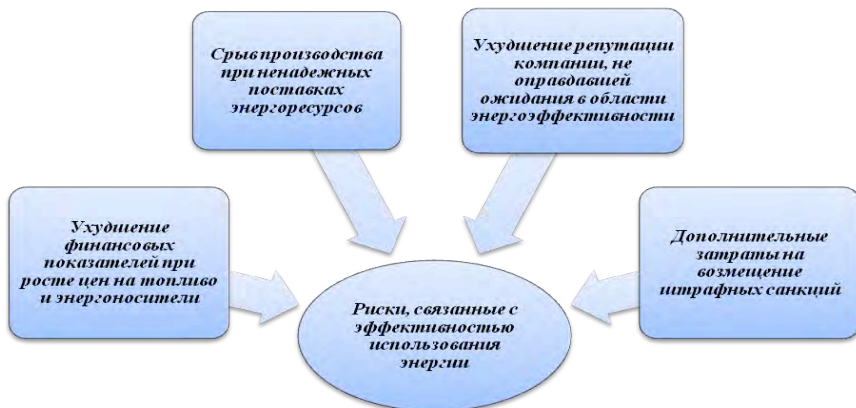 Срыв производства
при ненадежных
поставках
энергоресурсов
Ухудшение репутации
компании, не
оправдавшей
ожидания в области
энергоэффективности
Ухудшение
финансовых
показателей при
росте цен на топливо
и энергоносители
Дополнительные
затраты на
возмещение
штрафных санкций
Риски, связанные с
эффективностью
использования
энергии